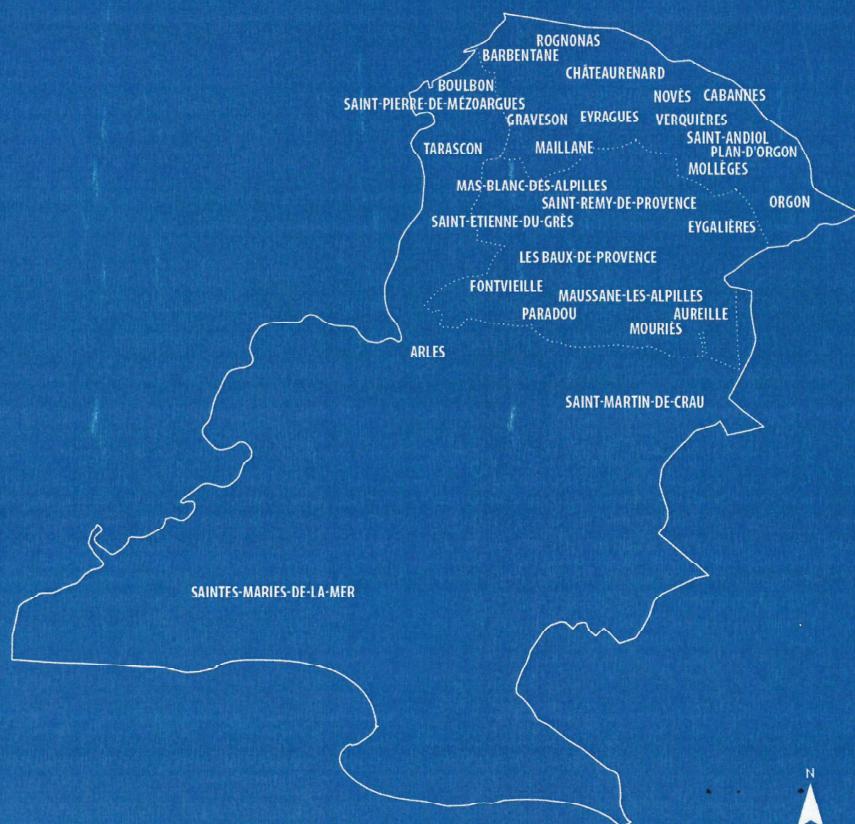 ROGNONAS
BARBENTANE
CHÂTEAURENARD
BOULBON
NOVÈS
CABANNES
SAINT-PIERRE-DE-MÉZOARGUES
GRAVESON
EYRAGUES
VERQUIÈRES
SAINT-ANDIOL
TARASCON
MAILLANE
PLAN-D'ORGON
MOLLÉGÈS
MAS-BLANC-DES-ALPILLES
SAINT-REMY-DE-PROVENCE
ORGON
SAINT-ETIENNE-DU-GRÈS
EYGALIÈRES
LES BAUX-DE-PROVENCE
FONTVIEILLE
MAUSSANE-LES-ALPILLES
PARADOU
AUREILLE
MOURIÈS
ARLES
SAINT-MARTIN-DE-CRAU
SAINTES-MARIES-DE-LA-MER
N